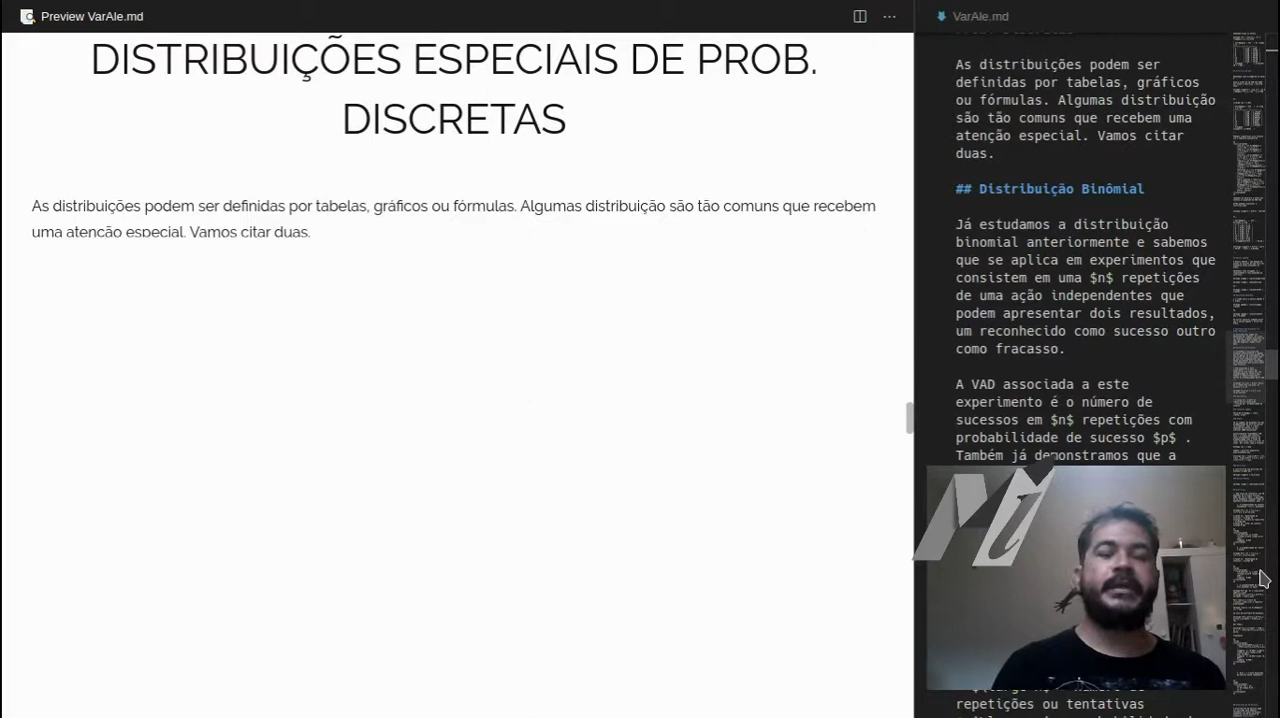 Preview VarAle.md
DISTRIBUIÇÕES ESPECIAIS DE PROB.
DISCRETAS
As distribuições podem ser definidas por tabelas, gráficos ou fórmulas. Algumas distribuição são tão comuns que recebem
uma atenção especial. Vamos citar duas.
VarAle.md
As distribuições podem ser
definidas por tabelas, gráficos
ou fórmulas. Algumas distribuição
são tão comuns que recebem uma
atenção especial. Vamos citar
duas.
## Distribuição Binômial
Já estudamos a distribuição
binomial anteriormente e sabemos
que se aplica em experimentos que
consistem em uma $n$ repetições
de uma ação independentes que
podem apresentar dois resultados,
um reconhecido como sucesso outro
como fracasso.
A VAD associada a este
experimento é o número de
sucessos em $n$ repetições com
probabilidade de sucesso $p$ .
Também já demonstramos que a
Mi
repetições ou tentativas